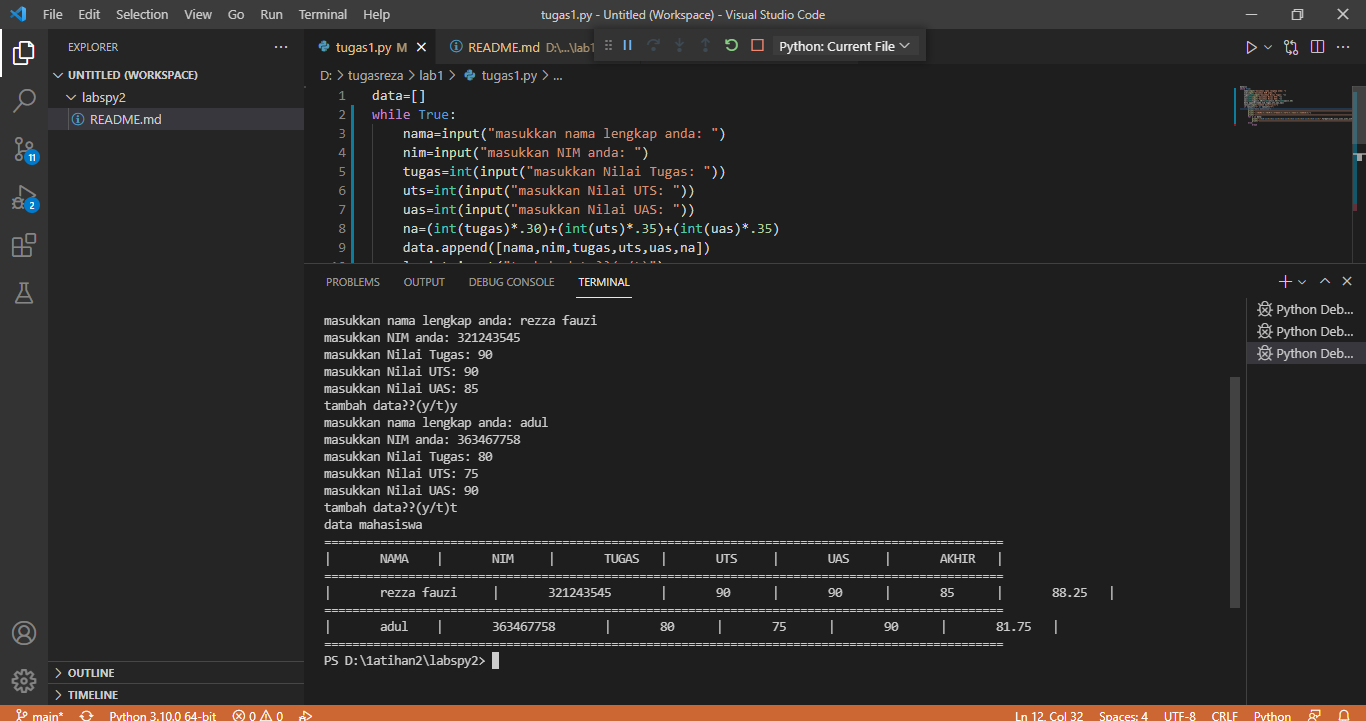 File Edit Selection View Go Run Terminal Help tugas1.py - Untitled (Workspace) - Visual Studio Code
EXPLORER
UNTITLED (WORKSPACE)
labspy2
README.md
11
2
OUTLINE
TIMELINE
tugas1.py M README.md D:\...\lab1 Python: Current File
D: > tugasreza > lab1 > tugas1.py > ...
1 data=[]
2 while True:
3 nama=input("masukkan nama lengkap anda: ")
4 nim=input("masukkan NIM anda: ")
5 tugas=int(input("masukkan Nilai Tugas: "))
6 uts=int(input("masukkan Nilai UTS: "))
7 uas=int(input("masukkan Nilai UAS: "))
8 na=(int(tugas)*.30)+(int(uts)*.35)+(int(uas)*.35)
9 data.append([nama,nim,tugas,uts,uas,na])
PROBLEMS OUTPUT DEBUG CONSOLE TERMINAL
Python Deb...
Python Deb...
Python Deb...
masukkan nama lengkap anda: rezza fauzi
masukkan NIM anda: 321243545
masukkan Nilai Tugas: 90
masukkan Nilai UTS: 90
masukkan Nilai UAS: 85
tambah data??(y/t)y
masukkan nama lengkap anda: adul
masukkan NIM anda: 363467758
masukkan Nilai Tugas: 80
masukkan Nilai UTS: 75
masukkan Nilai UAS: 90
tambah data??(y/t)t
data mahasiswa
=================================================================================================
| NAMA | NIM | TUGAS | UTS | UAS | AKHIR |
=================================================================================================
| rezza fauzi | 321243545 | 90 | 90 | 85 | 88.25 |
=================================================================================================
| adul | 363467758 | 80 | 75 | 90 | 81.75 |
=================================================================================================
PS D:\latihan2\labspy2>
main* Python 3.10.0 64-bit 0 0 Ln 12, Col 32 Spaces: 4 UTF-8 CRLF Python